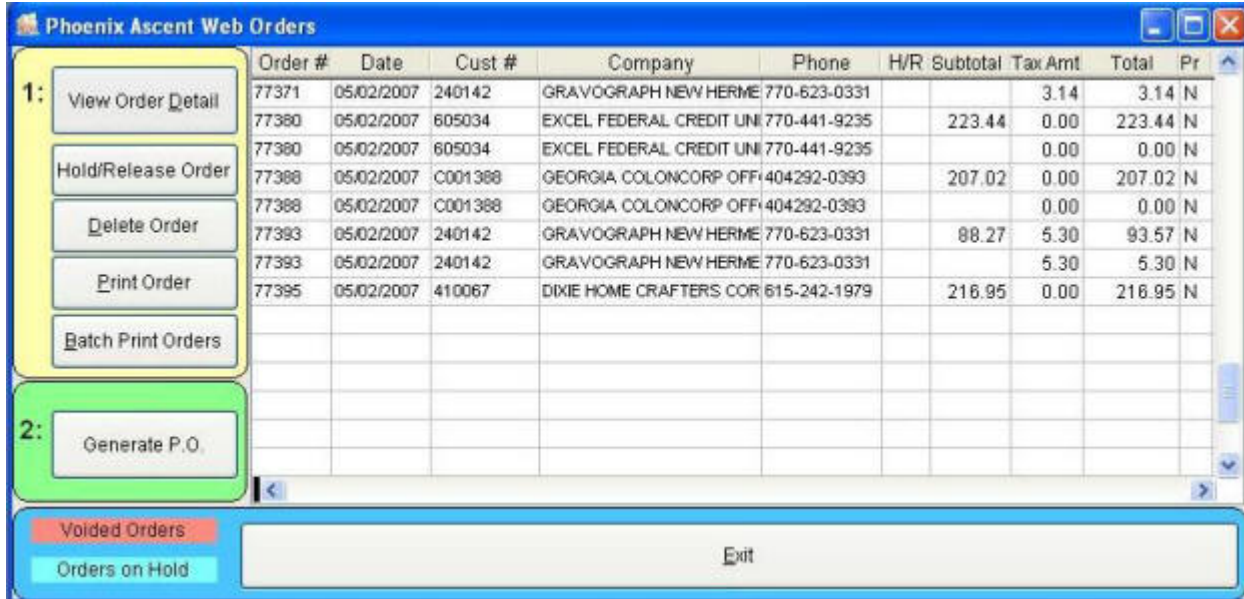 Phoenix Ascent Web Orders
1:
View Order Detail
Hold/Release Order
Delete Order
Print Order
Batch Print Orders
2:
Generate P.O.
Order # Date Cust # Company Phone H/R Subtotal Tax Amt Total Pr
77371 05/02/2007 240142 GRAVOGRAPH NEW HERME 770-623-0331 3.14 3.14 N
77380 05/02/2007 605034 EXCEL FEDERAL CREDIT UNI 770-441-9235 223.44 0.00 223.44 N
77380 05/02/2007 605034 EXCEL FEDERAL CREDIT UNI 770-441-9235 0.00 0.00 N
77388 05/02/2007 C001388 GEORGIA COLONCORP OFF 404292-0393 207.02 0.00 207.02 N
77388 05/02/2007 C001388 GEORGIA COLONCORP OFF 404292-0393 0.00 0.00 N
77393 05/02/2007 240142 GRAVOGRAPH NEW HERME 770-623-0331 88.27 5.30 93.57 N
77393 05/02/2007 240142 GRAVOGRAPH NEW HERME 770-623-0331 5.30 5.30 N
77395 05/02/2007 410067 DIXIE HOME CRAFTERS COR 615-242-1979 216.95 0.00 216.95 N
Voided Orders
Orders on Hold
Exit